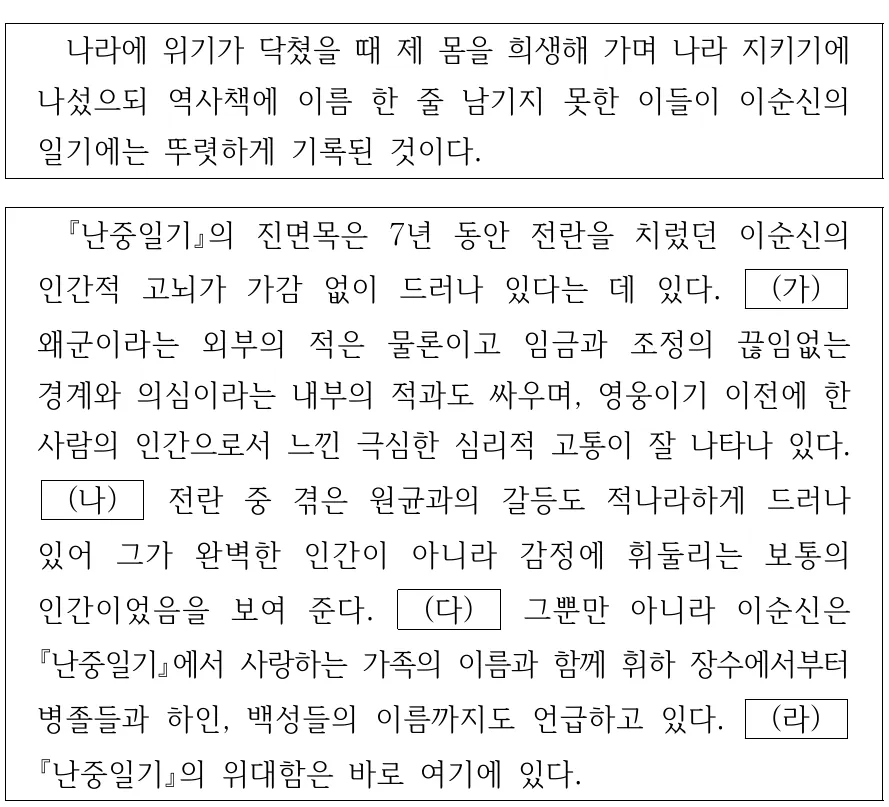 나라에 위기가 닥쳤을 때 제 몸을 희생해 가며 나라 지키기에
나섰으되 역사책에 이름 한 줄 남기지 못한 이들이 이순신의
일기에는 뚜렷하게 기록된 것이다.
『난중일기』의 진면목은 7년 동안 전란을 치렀던 이순신의
인간적 고뇌가 가감 없이 드러나 있다는 데 있다. (가)
왜군이라는 외부의 적은 물론이고 임금과 조정의 끊임없는
경계와 의심이라는 내부의 적과도 싸우며, 영웅이기 이전에 한
사람의 인간으로서 느낀 극심한 심리적 고통이 잘 나타나 있다.
(나) 전란 중 겪은 원균과의 갈등도 적나라하게 드러나
있어 그가 완벽한 인간이 아니라 감정에 휘둘리는 보통의
인간이었음을 보여 준다. (다) 그뿐만 아니라 이순신은
『난중일기』에서 사랑하는 가족의 이름과 함께 휘하 장수에서부터
병졸들과 하인, 백성들의 이름까지도 언급하고 있다. (라)
『난중일기』의 위대함은 바로 여기에 있다.